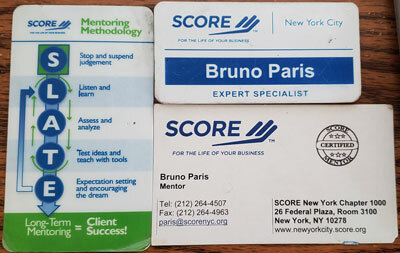 SCORE
FOR THE LIFE OF YOUR BUSINESS
Mentoring
Methodology
S
Stop and suspend
judgement
L
Listen and
learn
A
Assess and
analyze
T
Test ideas and
teach with tools
E
Expectation setting and
encouraging the
dream
Long-Term
Mentoring
=
Client
Success!
SCORE™
FOR THE LIFE OF YOUR BUSINESS
New York City
Bruno Paris
EXPERT SPECIALIST
SCORE™
FOR THE LIFE OF YOUR BUSINESS
SCORE
CERTIFIED
MENTOR
Bruno Paris
Mentor
Tel: (212) 264-4507
Fax: (212) 264-4963
paris@scorenyc.org
SCORE New York Chapter 1000
26 Federal Plaza, Room 3100
New York, NY 10278
www.newyorkcity.score.org